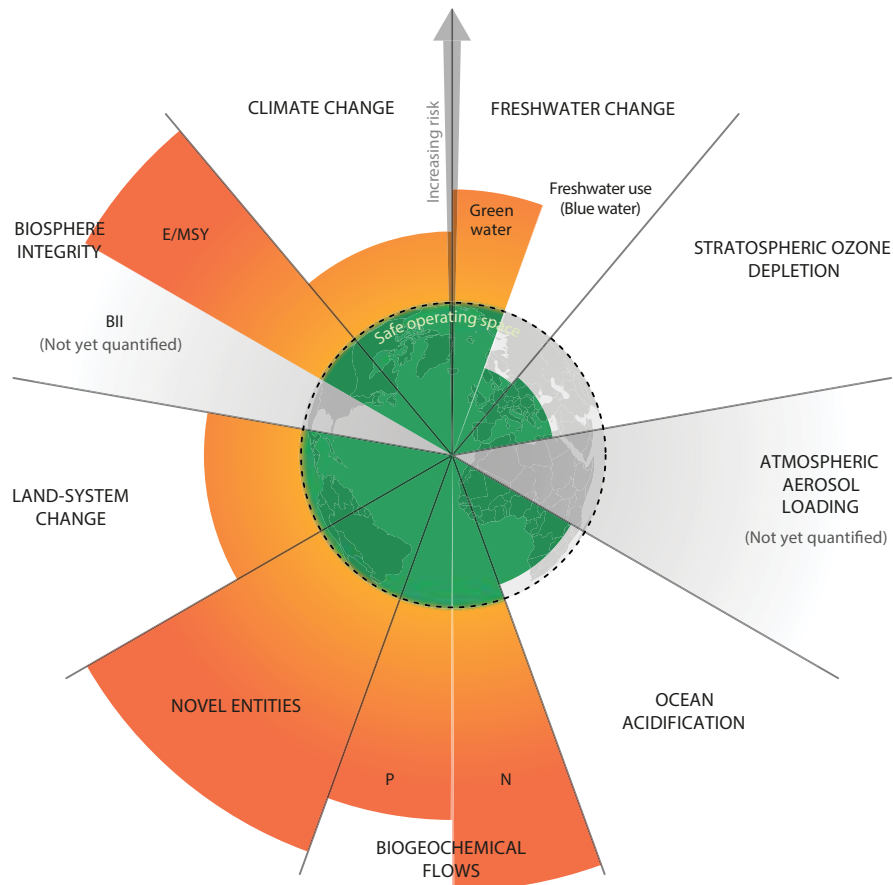 CLIMATE CHANGE
Increasing risk
FRESHWATER CHANGE
Green
water
Freshwater use
(Blue water)
STRATOSPHERIC OZONE
DEPLETION
BIOSPHERE
INTEGRITY
E/MSY
BII
(Not yet quantified)
Safe operating space
ATMOSPHERIC
AEROSOL
LOADING
(Not yet quantified)
LAND-SYSTEM
CHANGE
NOVEL ENTITIES
OCEAN
ACIDIFICATION
P
N
BIOGEOCHEMICAL
FLOWS